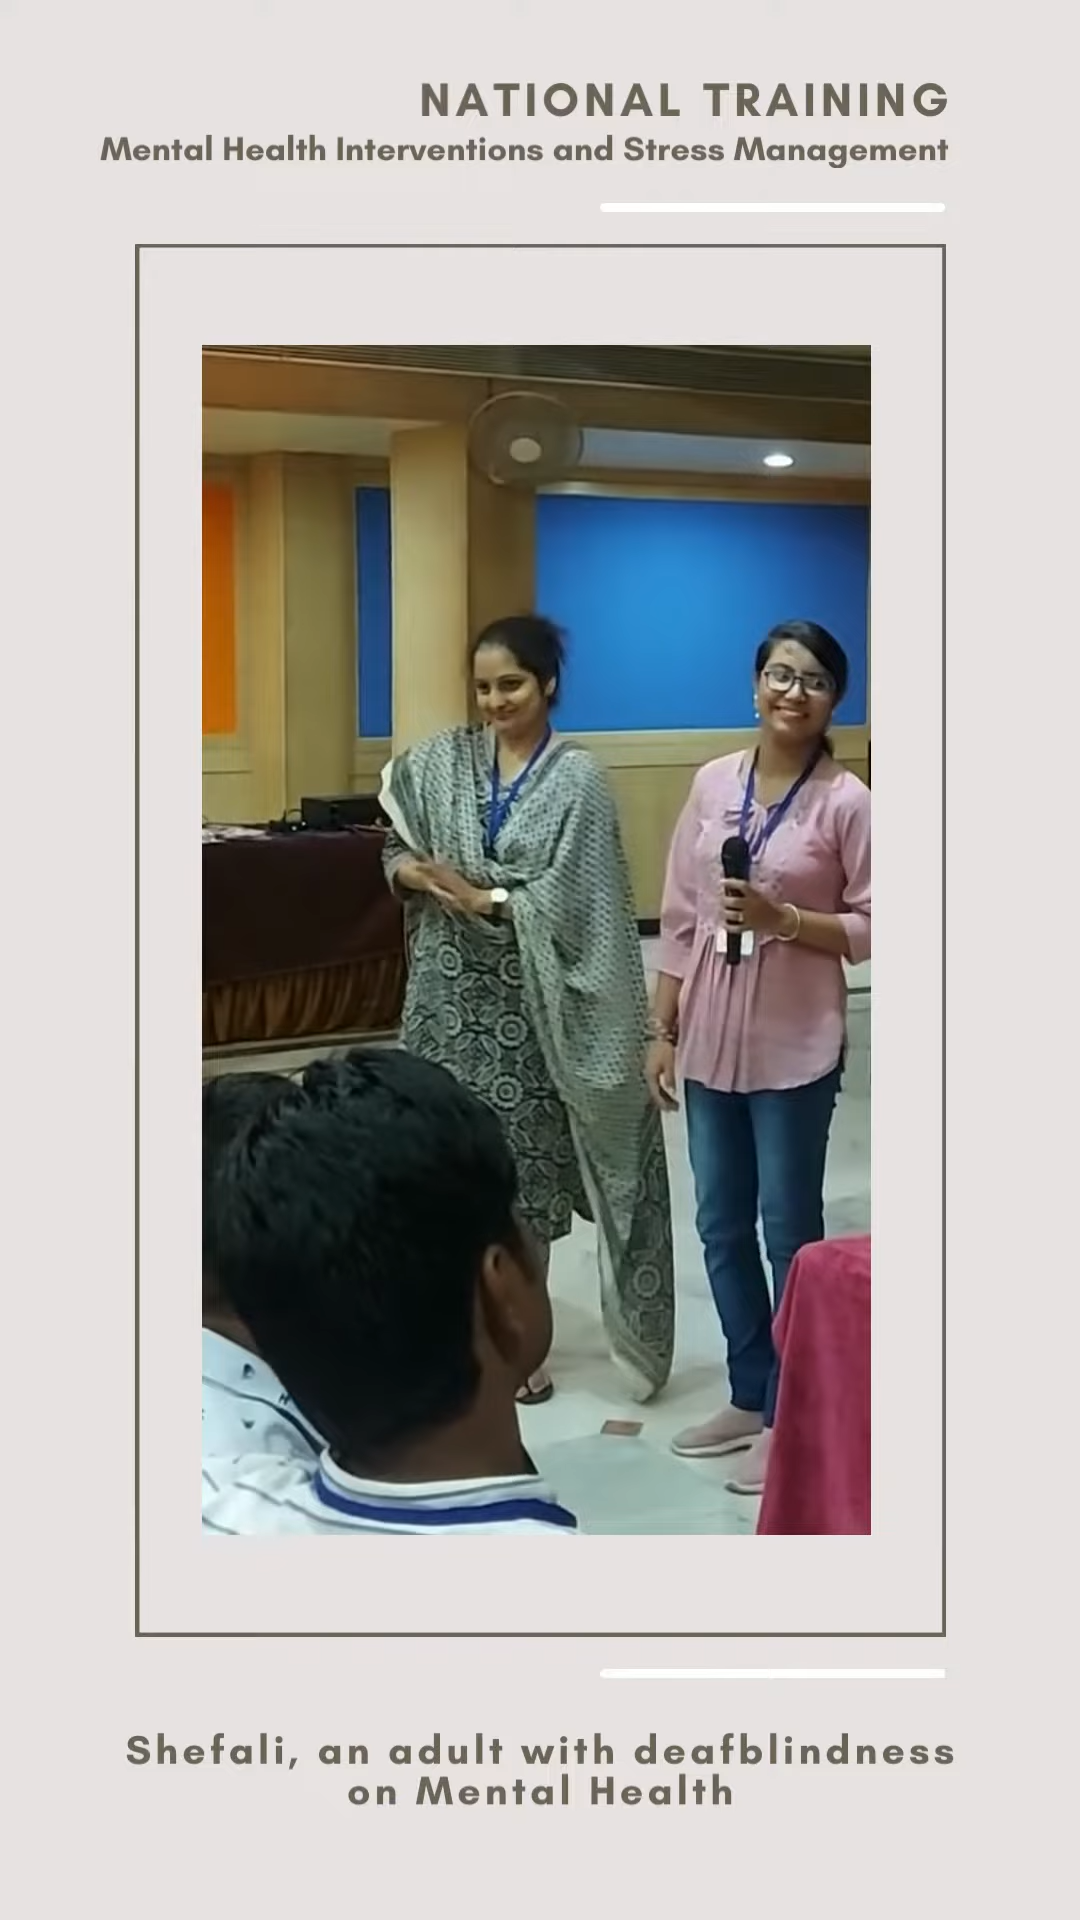 NATIONAL TRAINING
Mental Health Interventions and Stress Management
Shefali, an adult with deafblindness
on Mental Health